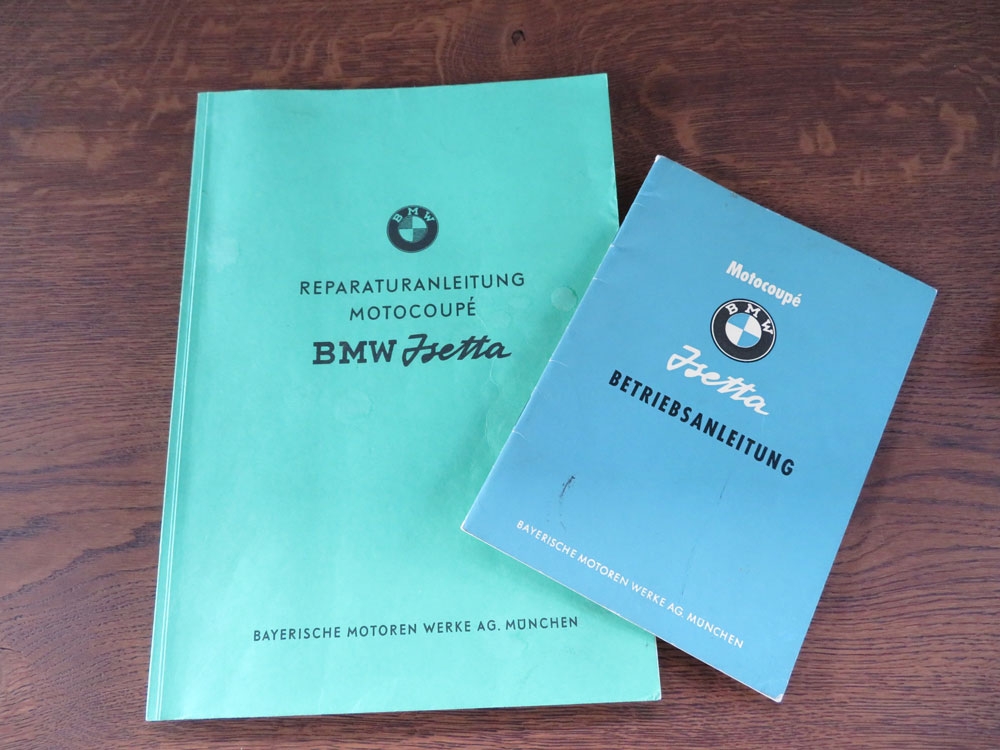 BMW
REPARATURANLEITUNG
MOTOCOUPÉ
BMW Isetta
BAYERISCHE MOTOREN WERKE AG. MÜNCHEN
Motocoupé
BMW
Isetta
BETRIEBSANLEITUNG
BAYERISCHE MOTOREN WERKE AG. MÜNCHEN